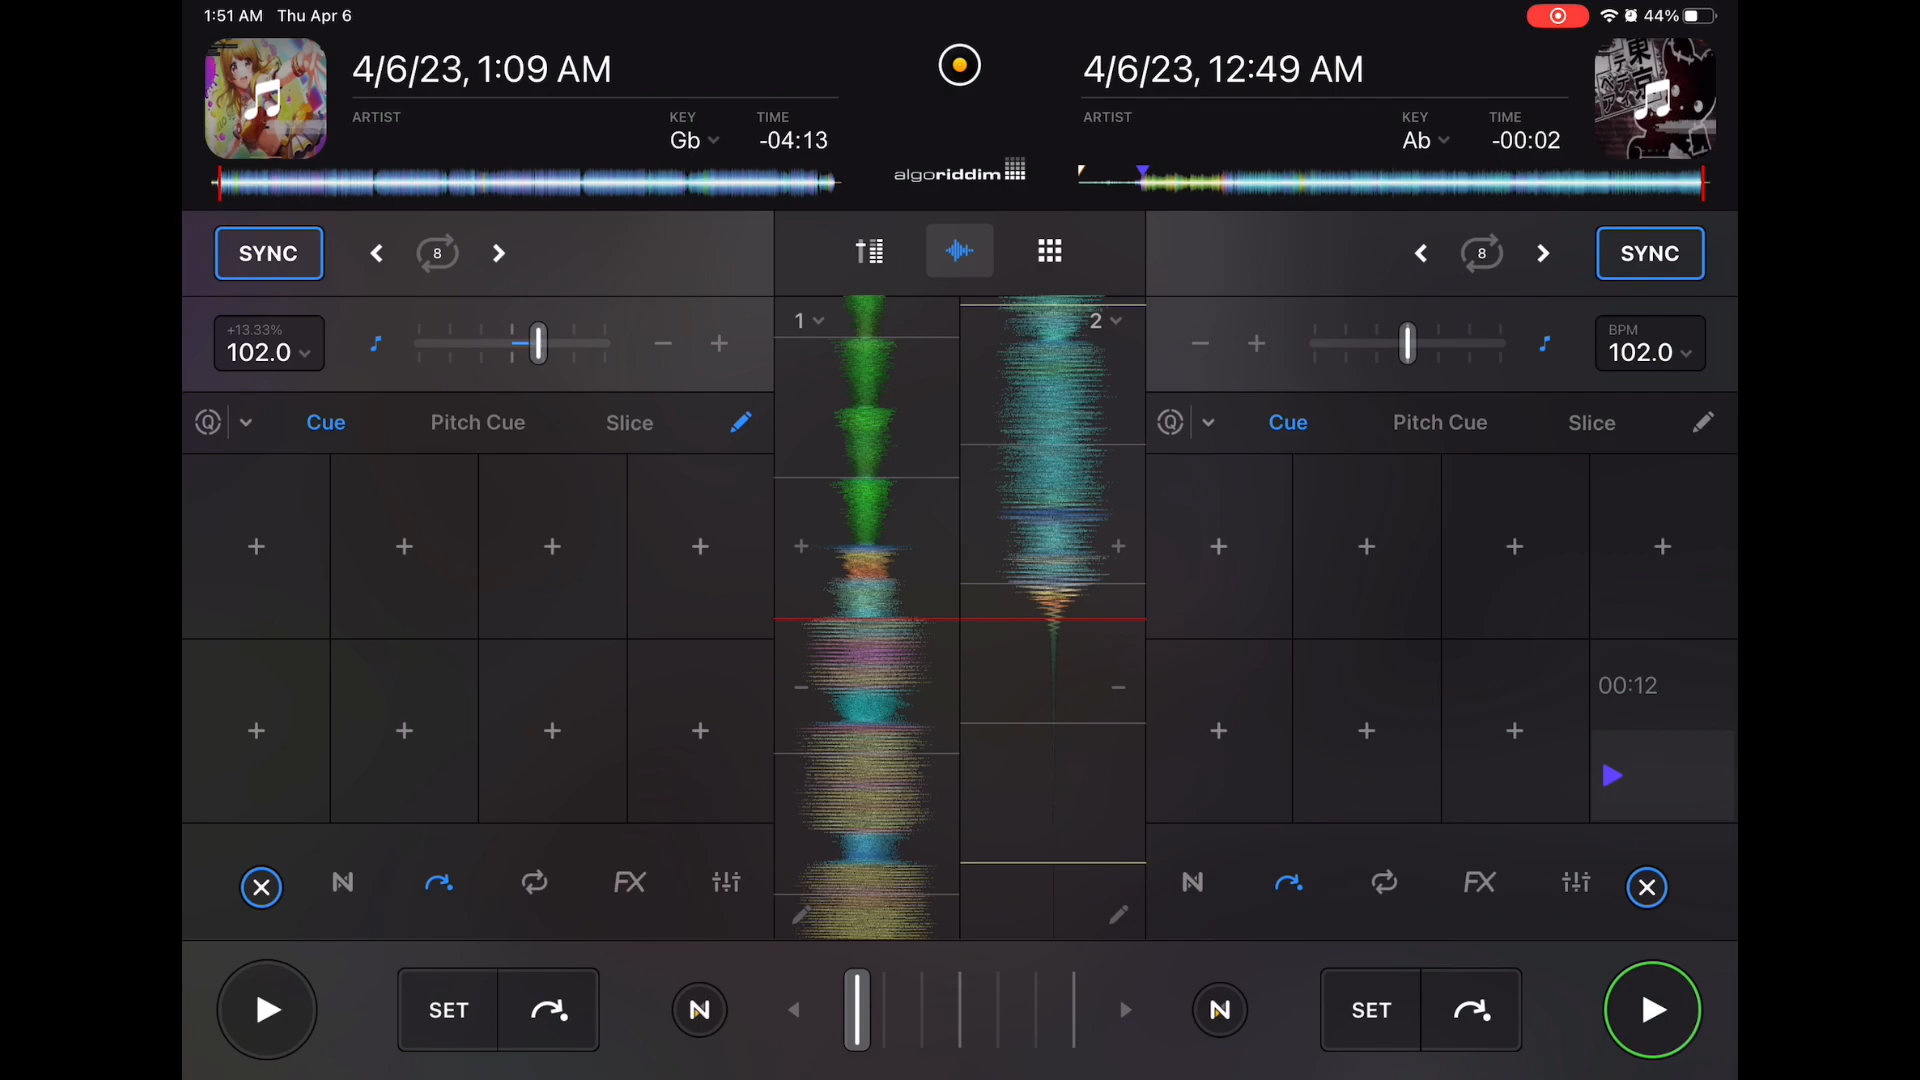 1:51 AM Thu Apr 6
44%
4/6/23, 1:09 AM
ARTIST
KEY
Gb
TIME
-04:13
algoriddim
4/6/23, 12:49 AM
ARTIST
KEY
Ab
TIME
-00:02
SYNC
8
8
SYNC
+13.33%
102.0
1
2
BPM
102.0
Q
Cue
Pitch Cue
Slice
Q
Cue
Pitch Cue
Slice
00:12
N
FX
N
FX
SET
N
N
SET